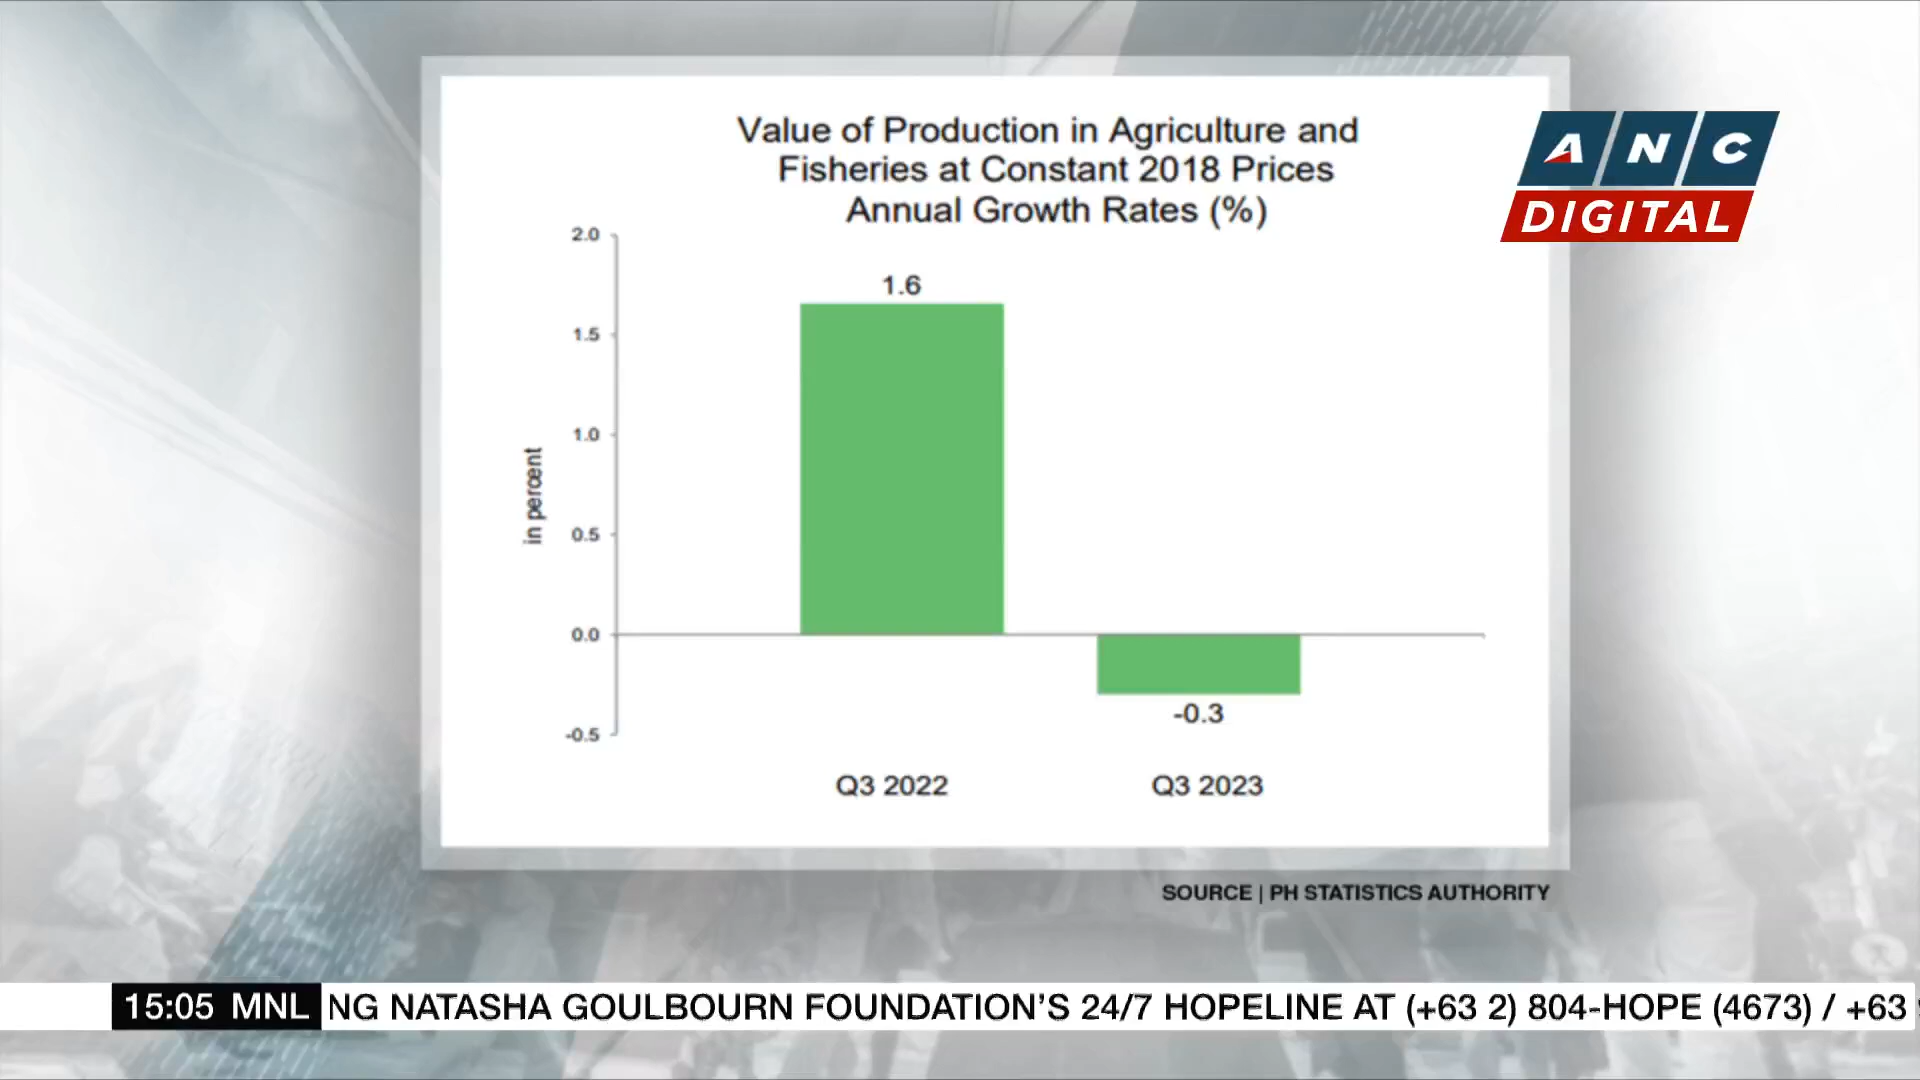 Value of Production in Agriculture and
Fisheries at Constant 2018 Prices
Annual Growth Rates (%)
ANC
DIGITAL
2.0
1.5
1.0
0.5
0.0
-0.5
in percent
1.6
-0.3
Q3 2022
Q3 2023
SOURCE | PH STATISTICS AUTHORITY
15:05 MNL NG NATASHA GOULBOURN FOUNDATION'S 24/7 HOPELINE AT (+63 2) 804-HOPE (4673) / +63